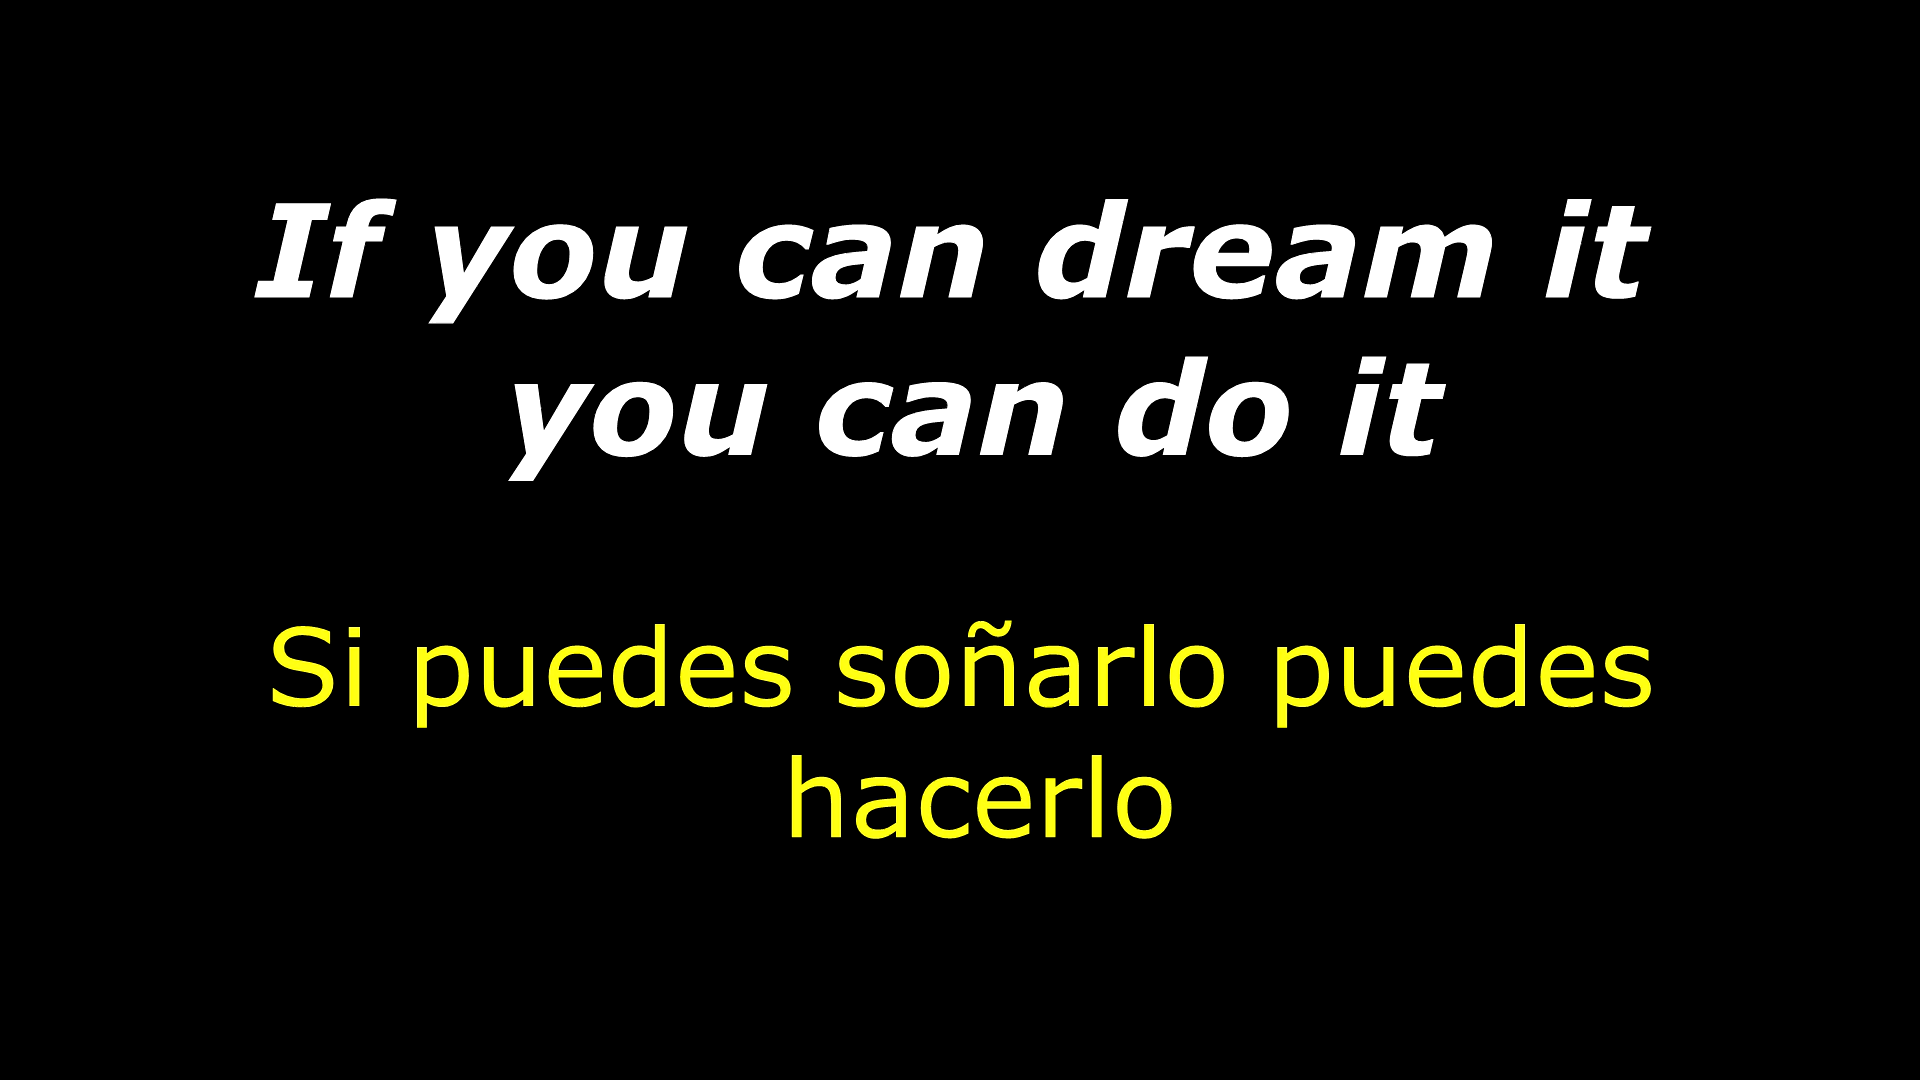 If you can dream it
you can do it
Si puedes soñarlo puedes
hacerlo